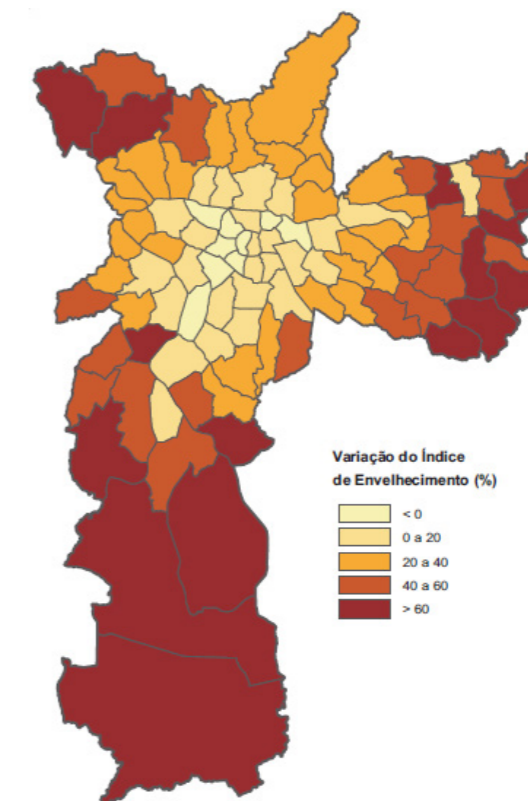 Variação do Índice
de Envelhecimento (%)
< 0
0 a 20
20 a 40
40 a 60
> 60